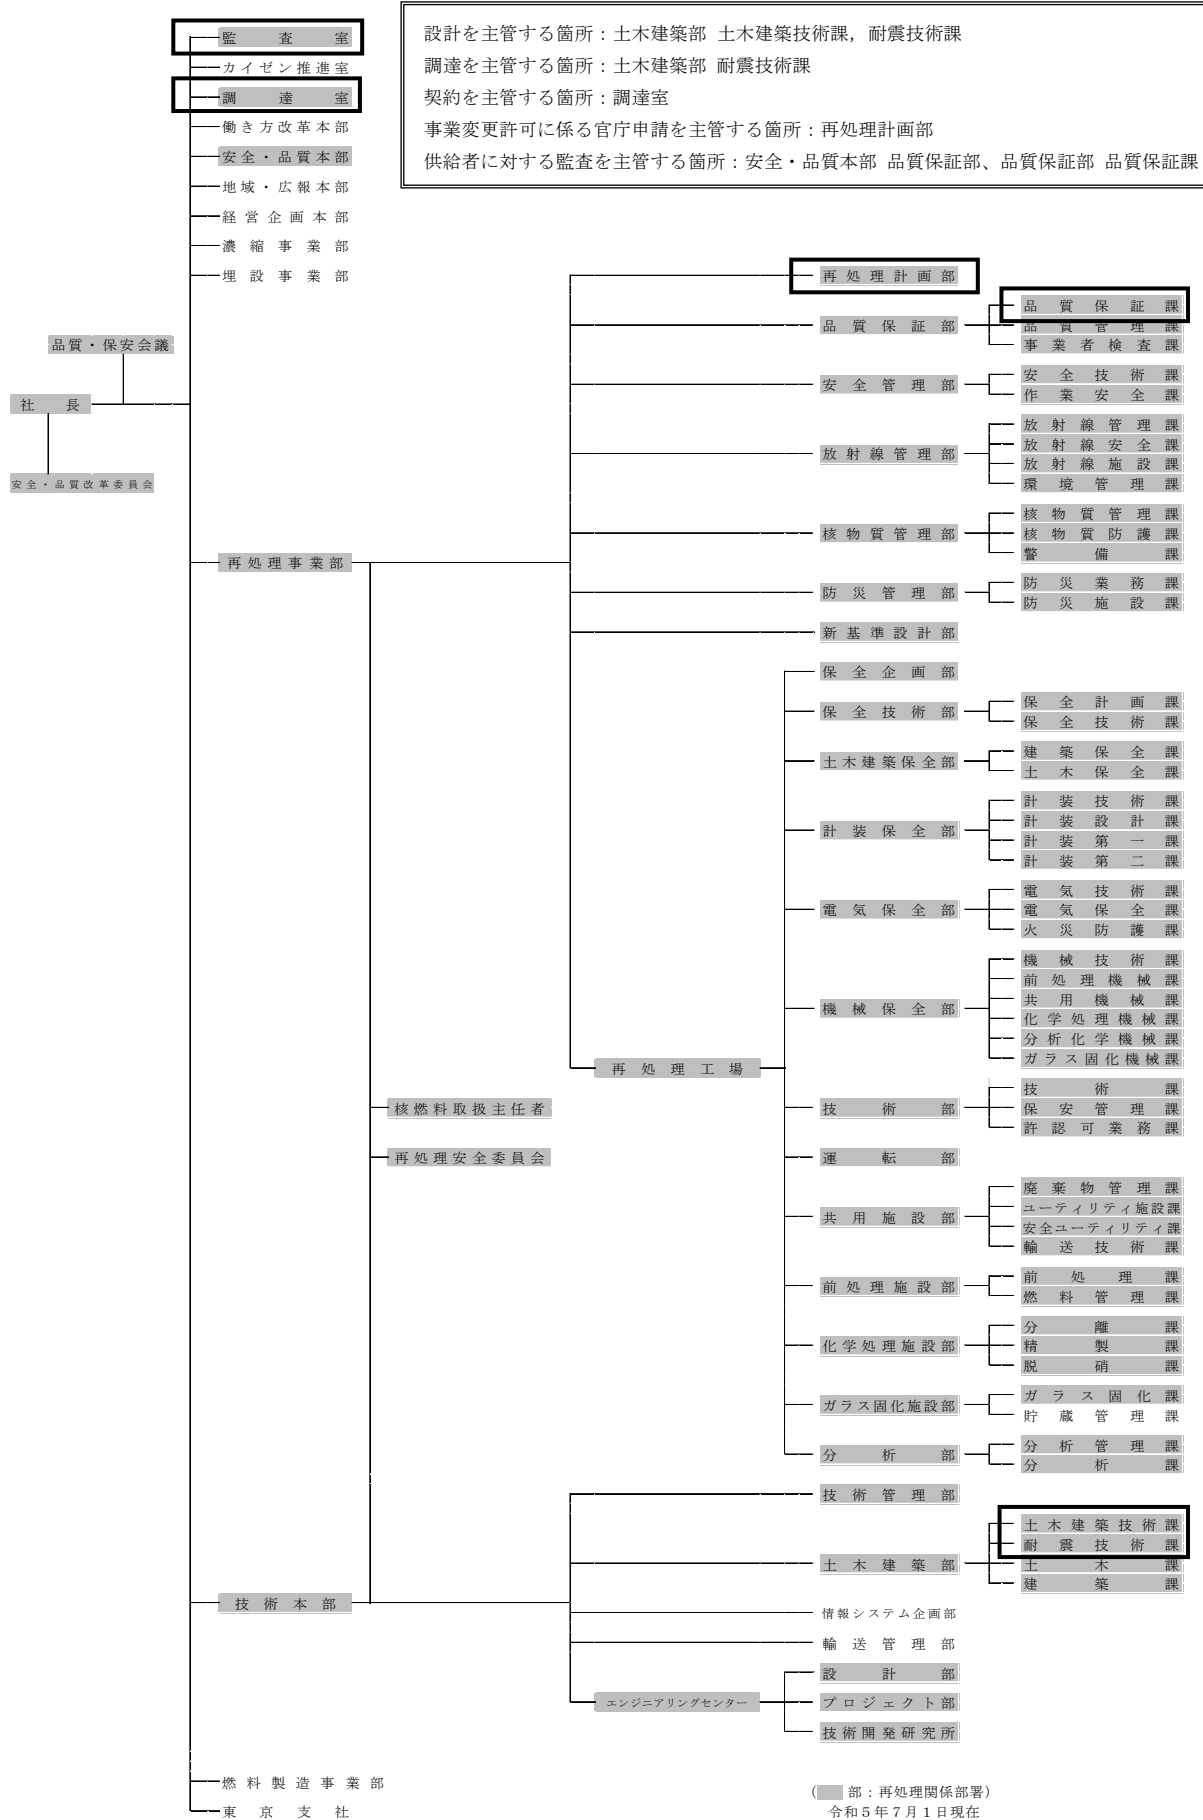 設計を主管する箇所：土木建築部 土木建築技術課，耐震技術課
調達を主管する箇所：土木建築部 耐震技術課
契約を主管する箇所：調達室
事業変更許可に係る官庁申請を主管する箇所：再処理計画部
供給者に対する監査を主管する箇所：安全・品質本部 品質保証部、品質保証部 品質保証課
監査室
カイゼン推進室
調達室
働き方改革本部
安全・品質本部
地域・広報本部
経営企画本部
濃縮事業部
埋設事業部
品質・保安会議
社長
安全・品質改革委員会
再処理事業部
再処理計画部
品質保証部
品質保証課
品質管理課
事業者検査課
安全管理部
安全技術課
作業安全課
放射線管理部
放射線管理課
放射線安全課
放射線施設課
環境管理課
核物質管理部
核物質管理課
核物質防護課
警備課
防災管理部
防災業務課
防災施設課
新基準設計部
再処理工場
保全企画部
保全技術部
保全計画課
保全技術課
土木建築保全部
建築保全課
土木保全課
計装保全部
計装技術課
計装設計課
計装第一課
計装第二課
電気保全部
電気技術課
電気保全課
火災防護課
機械保全部
機械技術課
前処理機械課
共用機械課
化学処理機械課
分析化学機械課
ガラス固化機械課
技術部
技術課
保安管理課
許認可業務課
運転部
共用施設部
廃棄物管理課
ユーティリティ施設課
安全ユーティリティ課
輸送技術課
前処理施設部
前処理課
燃料管理課
化学処理施設部
分離課
精製課
脱硝課
ガラス固化施設部
ガラス固化課
貯蔵管理課
分析部
分析管理課
分析課
核燃料取扱主任者
再処理安全委員会
技術本部
技術管理部
土木建築部
土木建築技術課
耐震技術課
土木課
建築課
情報システム企画部
輸送管理部
エンジニアリングセンター
設計部
プロジェクト部
技術開発研究所
燃料製造事業部
東京支社
(部：再処理関係部署)
令和５年７月１日現在